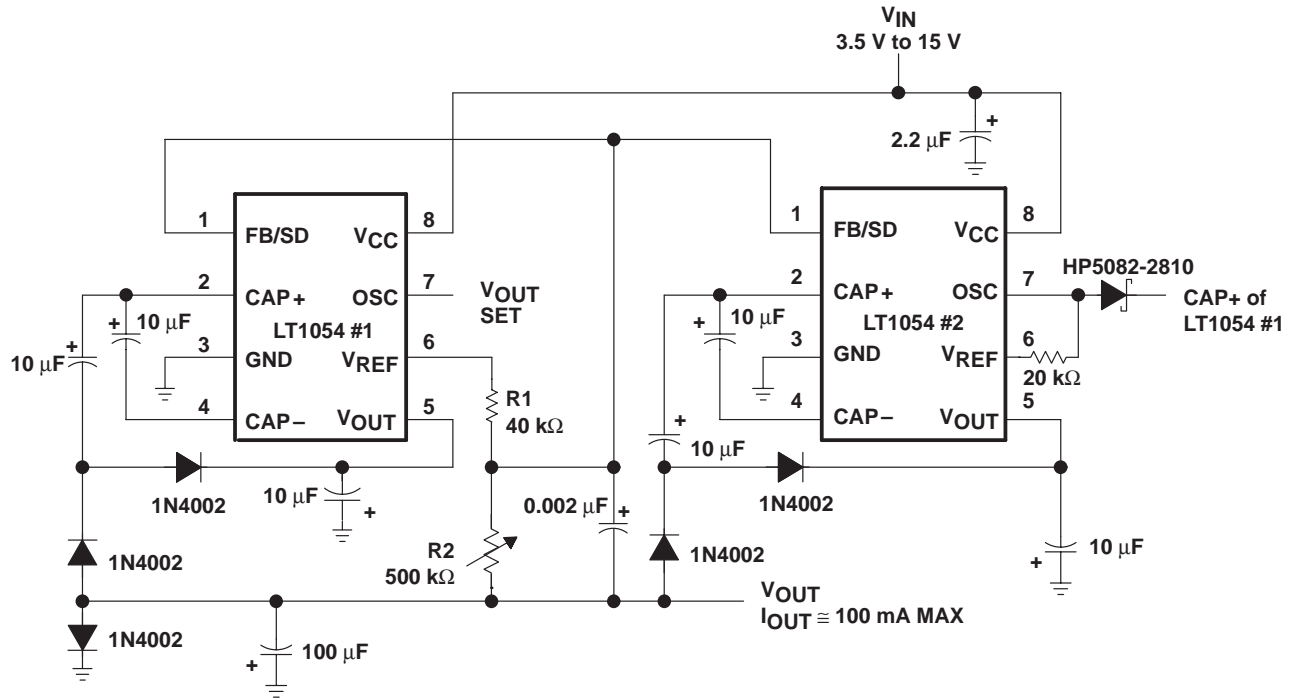 VIN
3.5 V to 15 V
2.2 μF
+
1
FB/SD
VCC
8
2
CAP+
OSC
7
VOUT
SET
LT1054 #1
3
GND
VREF
6
4
CAP−
VOUT
5
+
10 μF
10 μF
+
R1
40 kΩ
1N4002
10 μF
+
1N4002
1N4002
R2
500 kΩ
0.002 μF
+
+
100 μF
1
FB/SD
VCC
8
2
CAP+
OSC
7
HP5082-2810
CAP+ of
LT1054 #1
LT1054 #2
3
GND
VREF
6
20 kΩ
4
CAP−
VOUT
5
+
10 μF
+
10 μF
1N4002
1N4002
+
10 μF
VOUT
IOUT ≅ 100 mA MAX